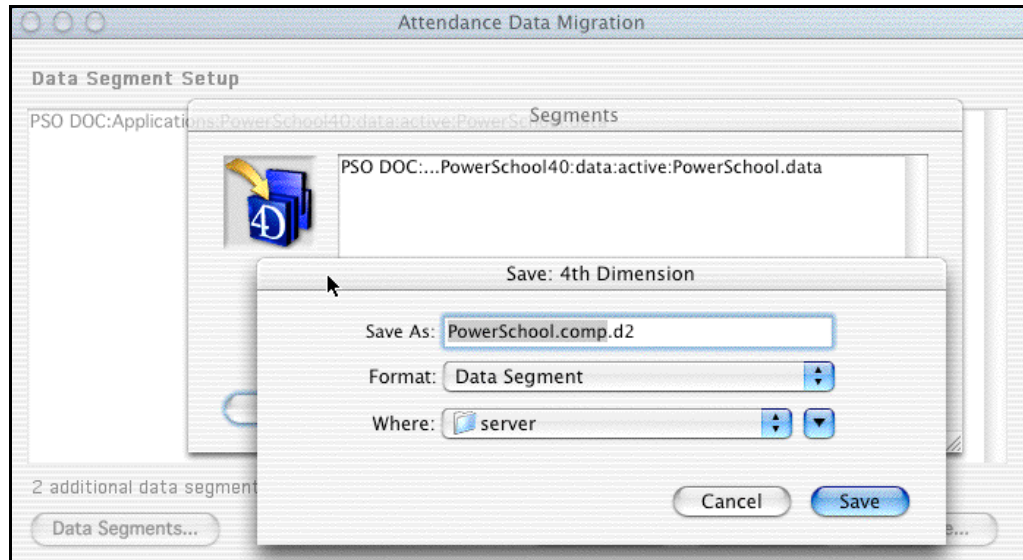 Attendance Data Migration
Data Segment Setup
PSO DOC:Applications:PowerSchool40:data:active:PowerSchool.data
Segments
4D
PSO DOC:...PowerSchool40:data:active:PowerSchool.data
Save: 4th Dimension
Save As: PowerSchool.comp.d2
Format: Data Segment
Where: server
2 additional data segment
Cancel
Save
Data Segments...